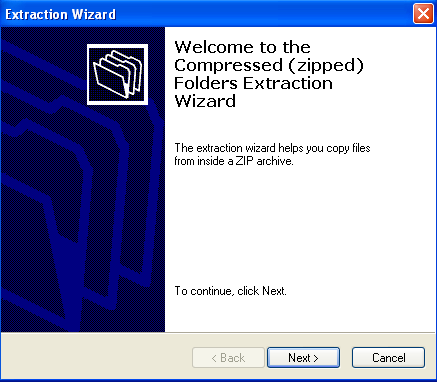 Extraction Wizard
Welcome to the
Compressed (zipped)
Folders Extraction
Wizard
The extraction wizard helps you copy files
from inside a ZIP archive.
To continue, click Next.
< Back
Next >
Cancel